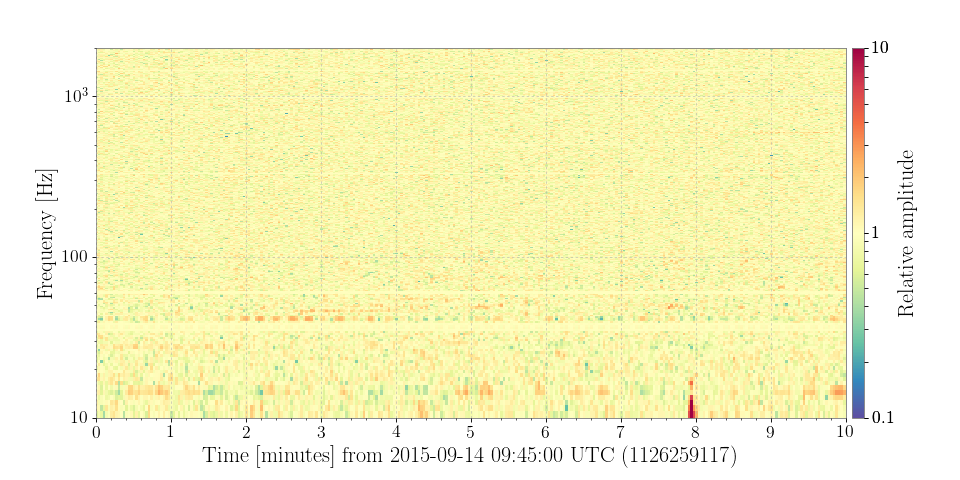 10
10³
1
100
Frequency [Hz]
Relative amplitude
10
0.1
0 1 2 3 4 5 6 7 8 9 10
Time [minutes] from 2015-09-14 09:45:00 UTC (1126259117)